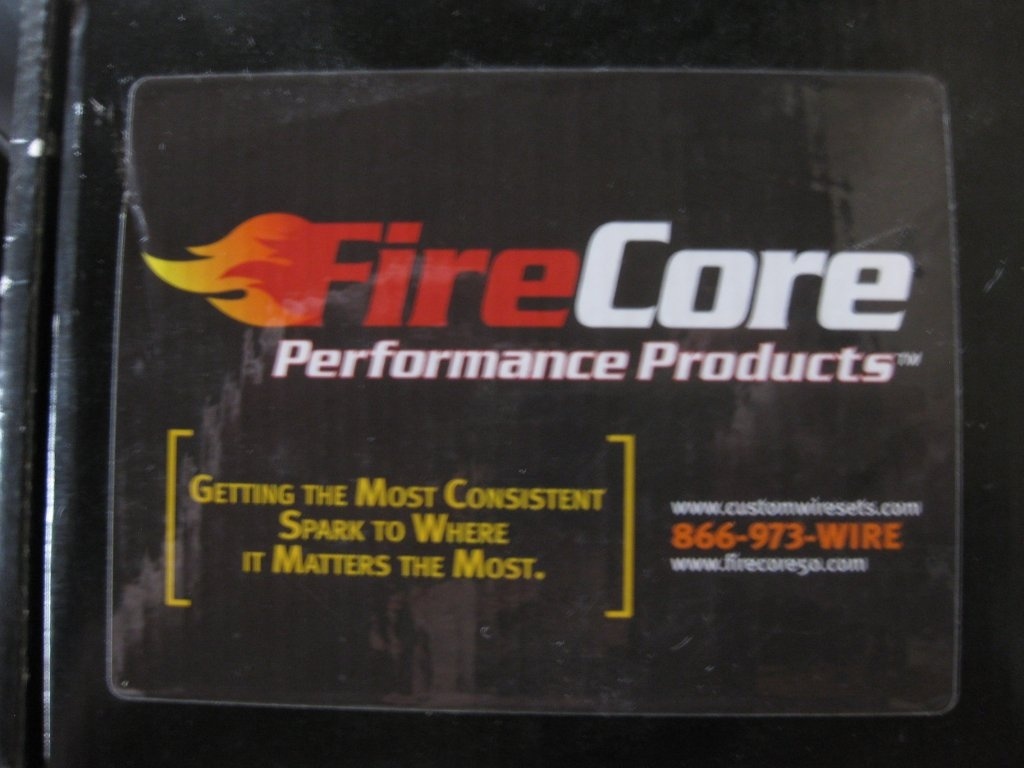 FireCore
Performance Products™
Getting the Most Consistent
Spark to Where
it Matters the Most.
www.customwiresets.com
866-973-WIRE
www.firecore50.com